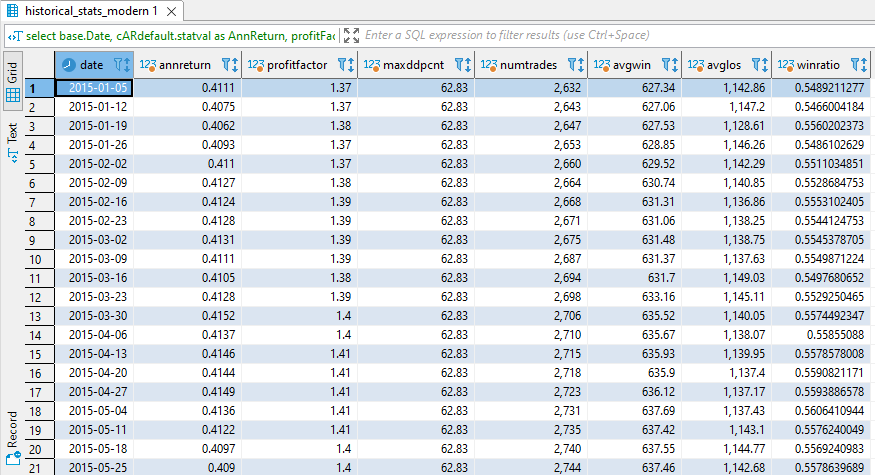 historical_stats_modern 1
select base.Date, cARdefault.statval as AnnReturn, profitFac Enter a SQL expression to filter results (use Ctrl+Space)
Grid
Text
Record
date 123 annreturn 123 profitfactor 123 maxddpcnt 123 numtrades 123 avgwin 123 avglos 123 winratio
1 2015-01-05 0.4111 1.37 62.83 2,632 627.34 1,142.86 0.5489211277
2 2015-01-12 0.4075 1.37 62.83 2,643 627.06 1,147.2 0.5466004184
3 2015-01-19 0.4062 1.38 62.83 2,647 627.53 1,128.61 0.5560202373
4 2015-01-26 0.4093 1.37 62.83 2,653 628.85 1,146.26 0.5486102629
5 2015-02-02 0.411 1.37 62.83 2,660 629.52 1,142.29 0.5511034851
6 2015-02-09 0.4127 1.38 62.83 2,664 630.74 1,140.85 0.5528684753
7 2015-02-16 0.4124 1.39 62.83 2,668 631.31 1,136.86 0.5553102405
8 2015-02-23 0.4128 1.39 62.83 2,671 631.06 1,138.25 0.5544124753
9 2015-03-02 0.4131 1.39 62.83 2,675 631.48 1,138.75 0.5545378705
10 2015-03-09 0.4111 1.39 62.83 2,687 631.37 1,137.63 0.5549871224
11 2015-03-16 0.4105 1.38 62.83 2,694 631.7 1,149.03 0.5497680652
12 2015-03-23 0.4128 1.39 62.83 2,698 633.16 1,145.11 0.5529250465
13 2015-03-30 0.4152 1.4 62.83 2,706 635.52 1,140.05 0.5574492347
14 2015-04-06 0.4137 1.4 62.83 2,710 635.67 1,138.07 0.55855088
15 2015-04-13 0.4146 1.41 62.83 2,715 635.93 1,139.95 0.5578578008
16 2015-04-20 0.4144 1.41 62.83 2,718 635.9 1,137.4 0.5590821171
17 2015-04-27 0.4149 1.41 62.83 2,723 636.12 1,137.17 0.5593886578
18 2015-05-04 0.4136 1.41 62.83 2,731 637.69 1,137.43 0.5606410944
19 2015-05-11 0.4122 1.41 62.83 2,735 637.42 1,143.1 0.5576240049
20 2015-05-18 0.4097 1.4 62.83 2,740 637.55 1,144.77 0.5569240983
21 2015-05-25 0.409 1.4 62.83 2,744 637.46 1,142.68 0.5578639689